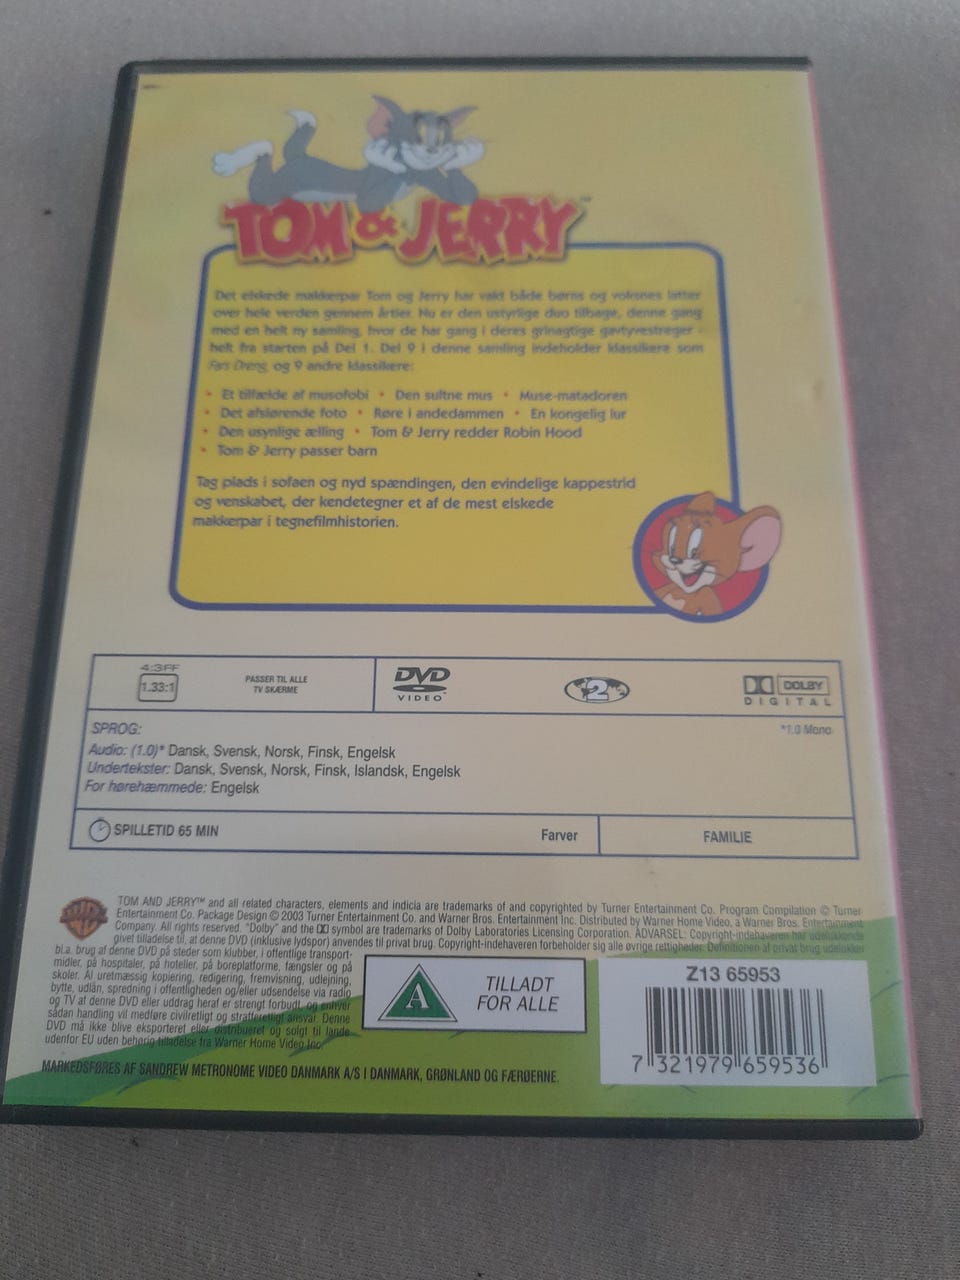 TOM & JERRY™
Det elskede makkerpar Tom og Jerry har vakt både børns og voksnes latter
over hele verden gennem årtier. Nu er den ustyrlige duo tilbage, denne gang
med en helt ny samling, hvor de har gang i deres grinagtige gavtyvestreger -
helt fra starten på Del 1. Del 9 i denne samling indeholder klassikere som
Fars Dreng, og 9 andre klassikere:
• Et tilfælde af musofobi • Den sultne mus • Muse-matadoren
• Det afslørende foto • Røre i andedammen • En kongelig lur
• Den usynlige ælling • Tom & Jerry redder Robin Hood
• Tom & Jerry passer barn
Tag plads i sofaen og nyd spændingen, den evindelige kappestrid
og venskabet, der kendetegner et af de mest elskede
makkerpar i tegnefilmhistorien.
4:3FF
1.33:1
PASSER TIL ALLE
TV SKÆRME
DVD
VIDEO
2
DOLBY
DIGITAL
SPROG:
*1.0 Mono
Audio: (1.0)* Dansk, Svensk, Norsk, Finsk, Engelsk
Undertekster: Dansk, Svensk, Norsk, Finsk, Islandsk, Engelsk
For hørehæmmede: Engelsk
SPILLETID 65 MIN
Farver
FAMILIE
TOM AND JERRY™ and all related characters, elements and indicia are trademarks of and copyrighted by Turner Entertainment Co. Program Compilation © Turner
Entertainment Co. Package Design © 2003 Turner Entertainment Co. and Warner Bros. Entertainment Inc. Distributed by Warner Home Video, a Warner Bros. Entertainment
Company. All rights reserved. "Dolby" and the DD symbol are trademarks of Dolby Laboratories Licensing Corporation. ADVARSEL: Copyright-indehaveren har udelukkende
givet tilladelse til, at denne DVD (inklusive lydspor) anvendes til privat brug. Copyright-indehaveren forbeholder sig alle øvrige rettigheder. Definitionen af privat brug udelukker
bl.a. brug af denne DVD på steder som klubber, i offentlige transport-
midler, på hospitaler, på hoteller, på boreplatforme, fængsler og på
skoler. Al uretmæssig kopiering, redigering, fremvisning, udlejning,
bytte, udlån, spredning i offentligheden og/eller udsendelse via radio
og TV af denne DVD eller uddrag heraf er strengt forbudt, og enhver
sådan handling vil medføre civilretligt og strafferetligt ansvar. Denne
DVD må ikke blive eksporteret eller distribueret og solgt til lande
udenfor EU uden behørig tilladelse fra Warner Home Video Inc.
WB
A
TILLADT
FOR ALLE
Z13 65953
7 321979 659536
MARKEDSFØRES AF SANDREW METRONOME VIDEO DANMARK A/S I DANMARK, GRØNLAND OG FÆRØERNE.